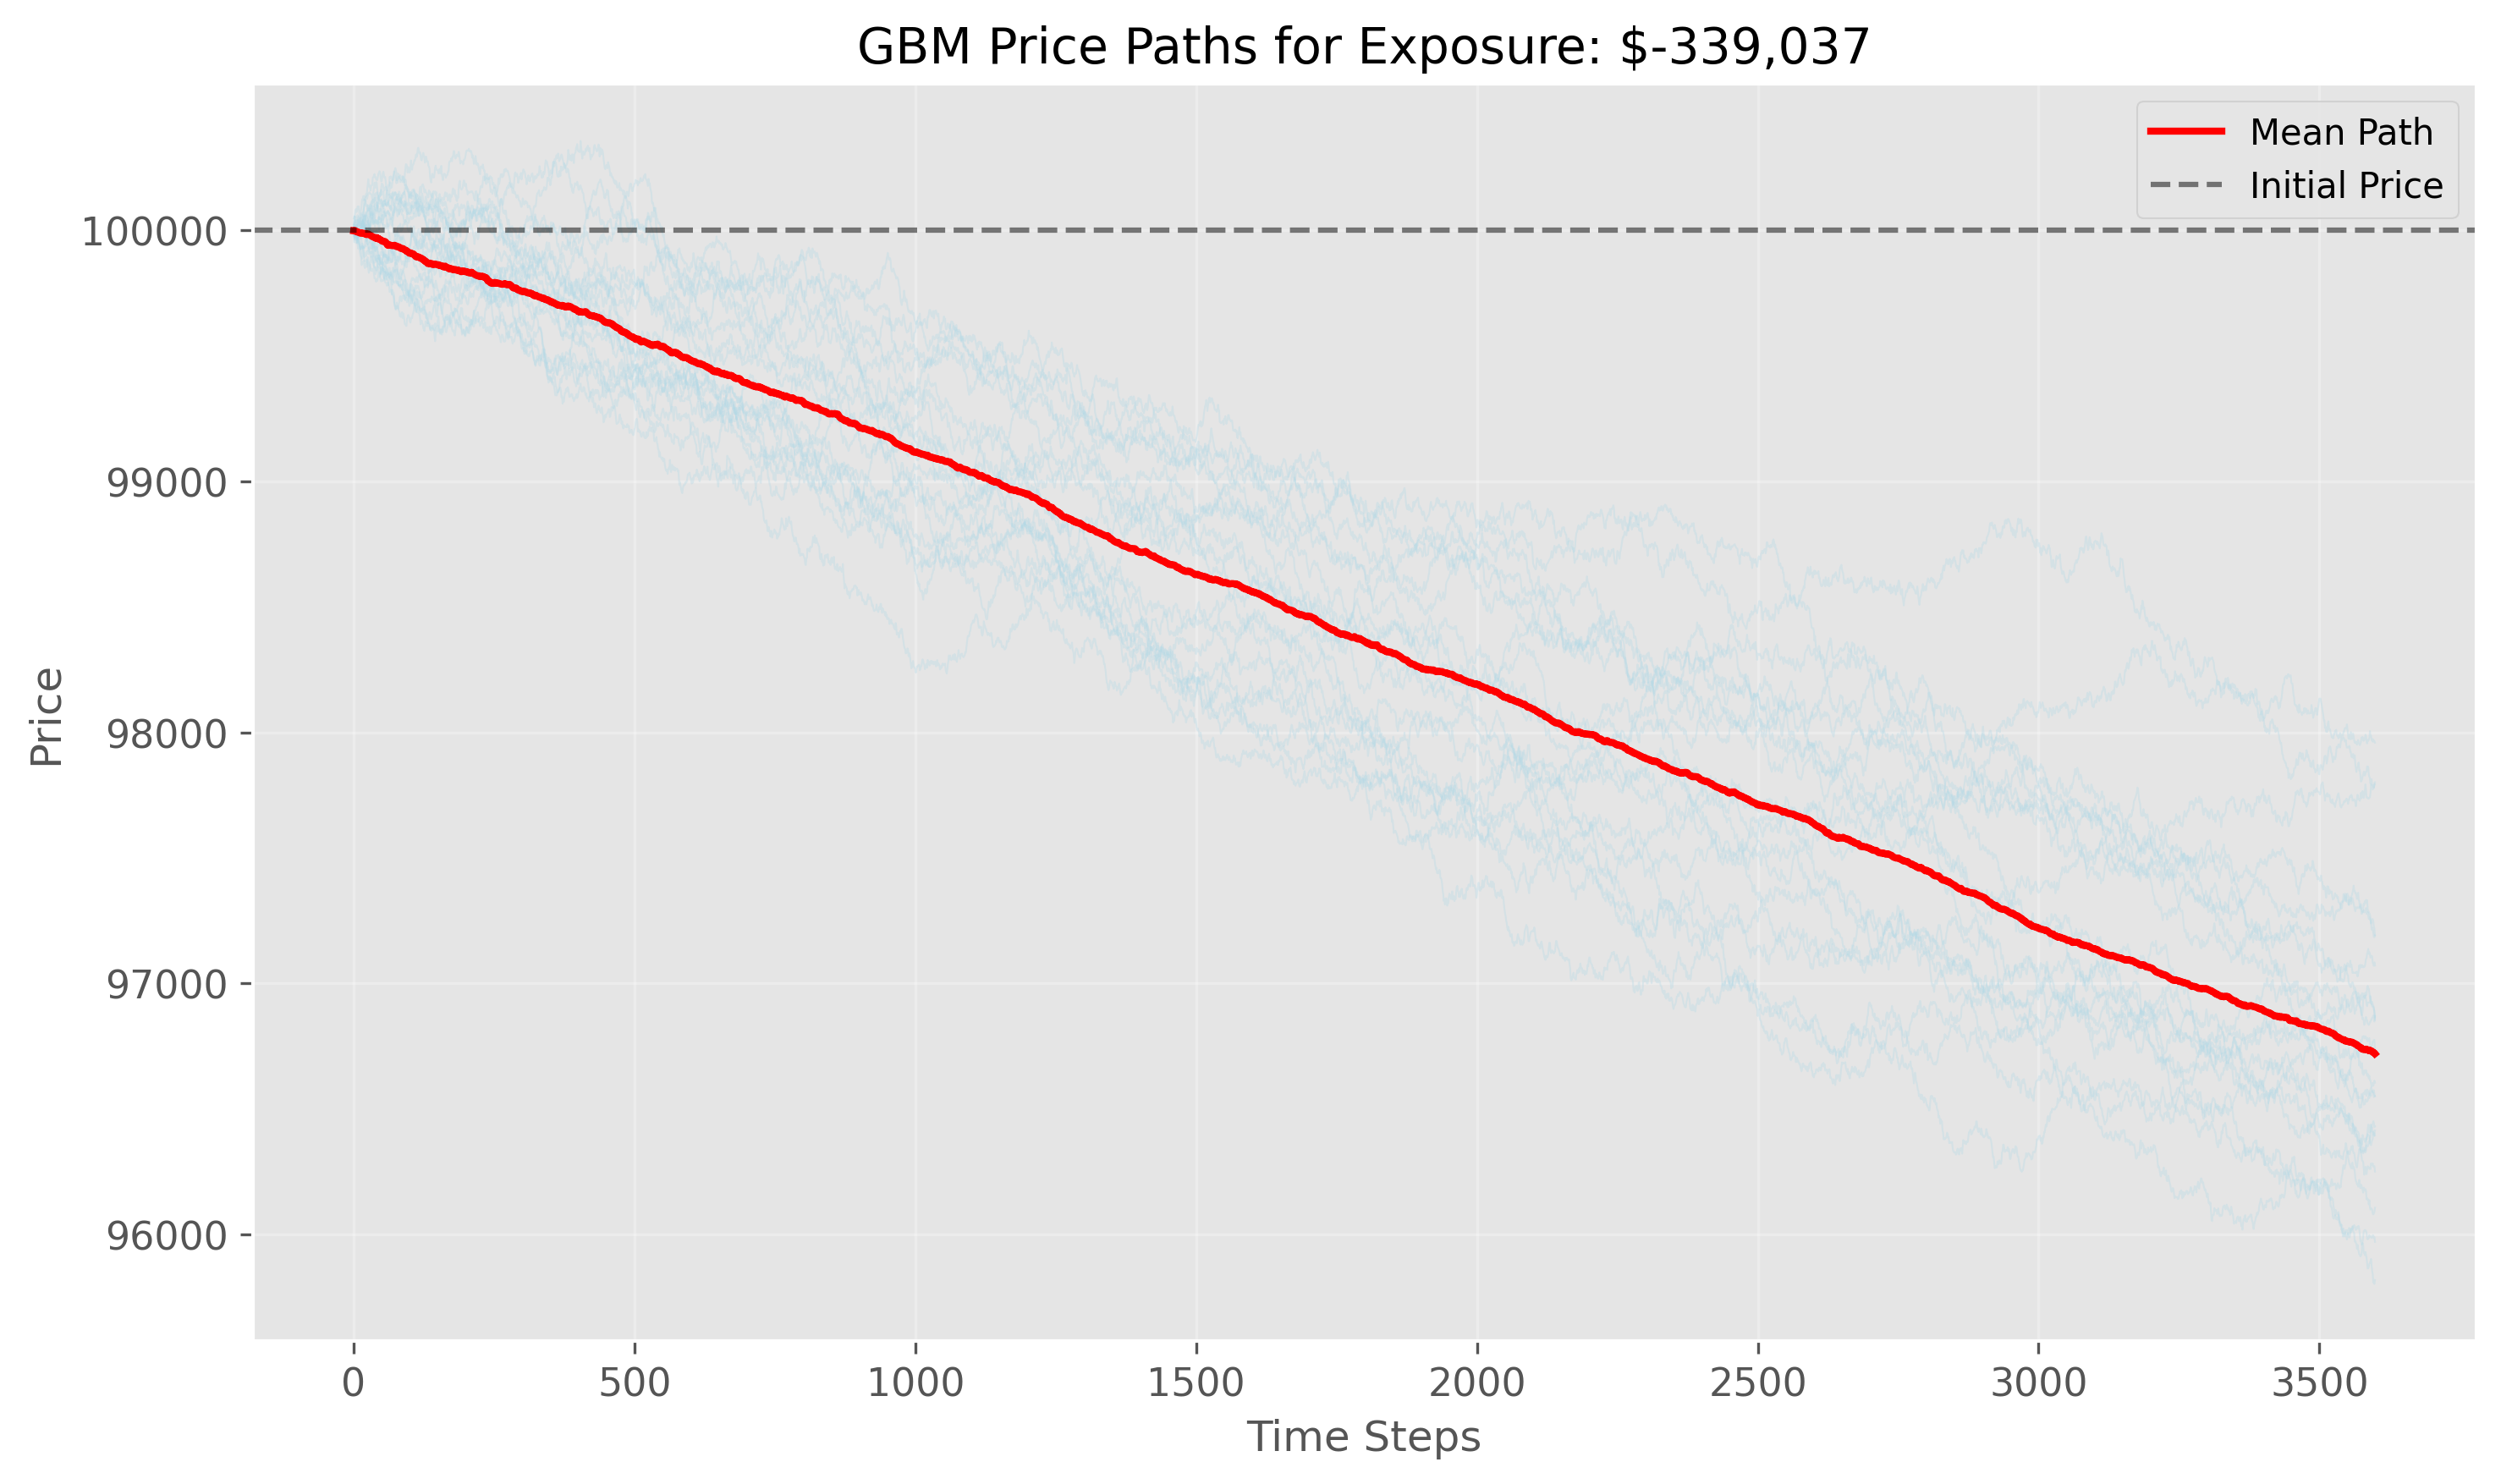 GBM Price Paths for Exposure: $-339,037
Mean Path
Initial Price
100000
99000
98000
97000
96000
Price
0 500 1000 1500 2000 2500 3000 3500
Time Steps